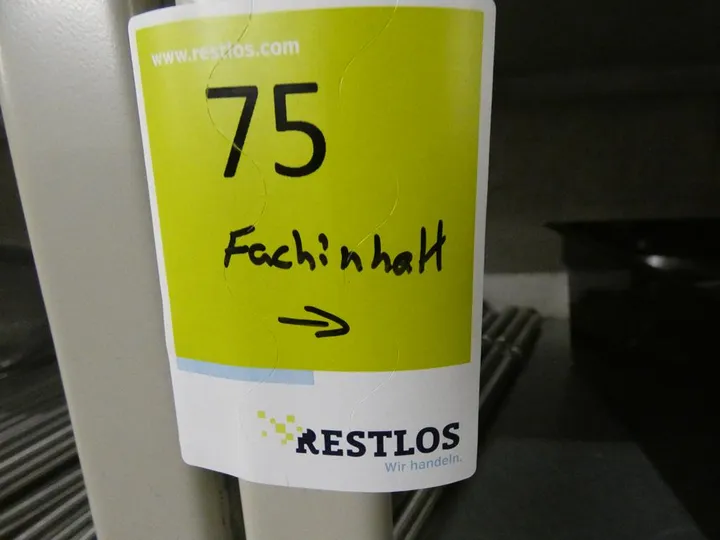 www.restlos.com
75
Fachinhalt
→
RESTLOS
Wir handeln.